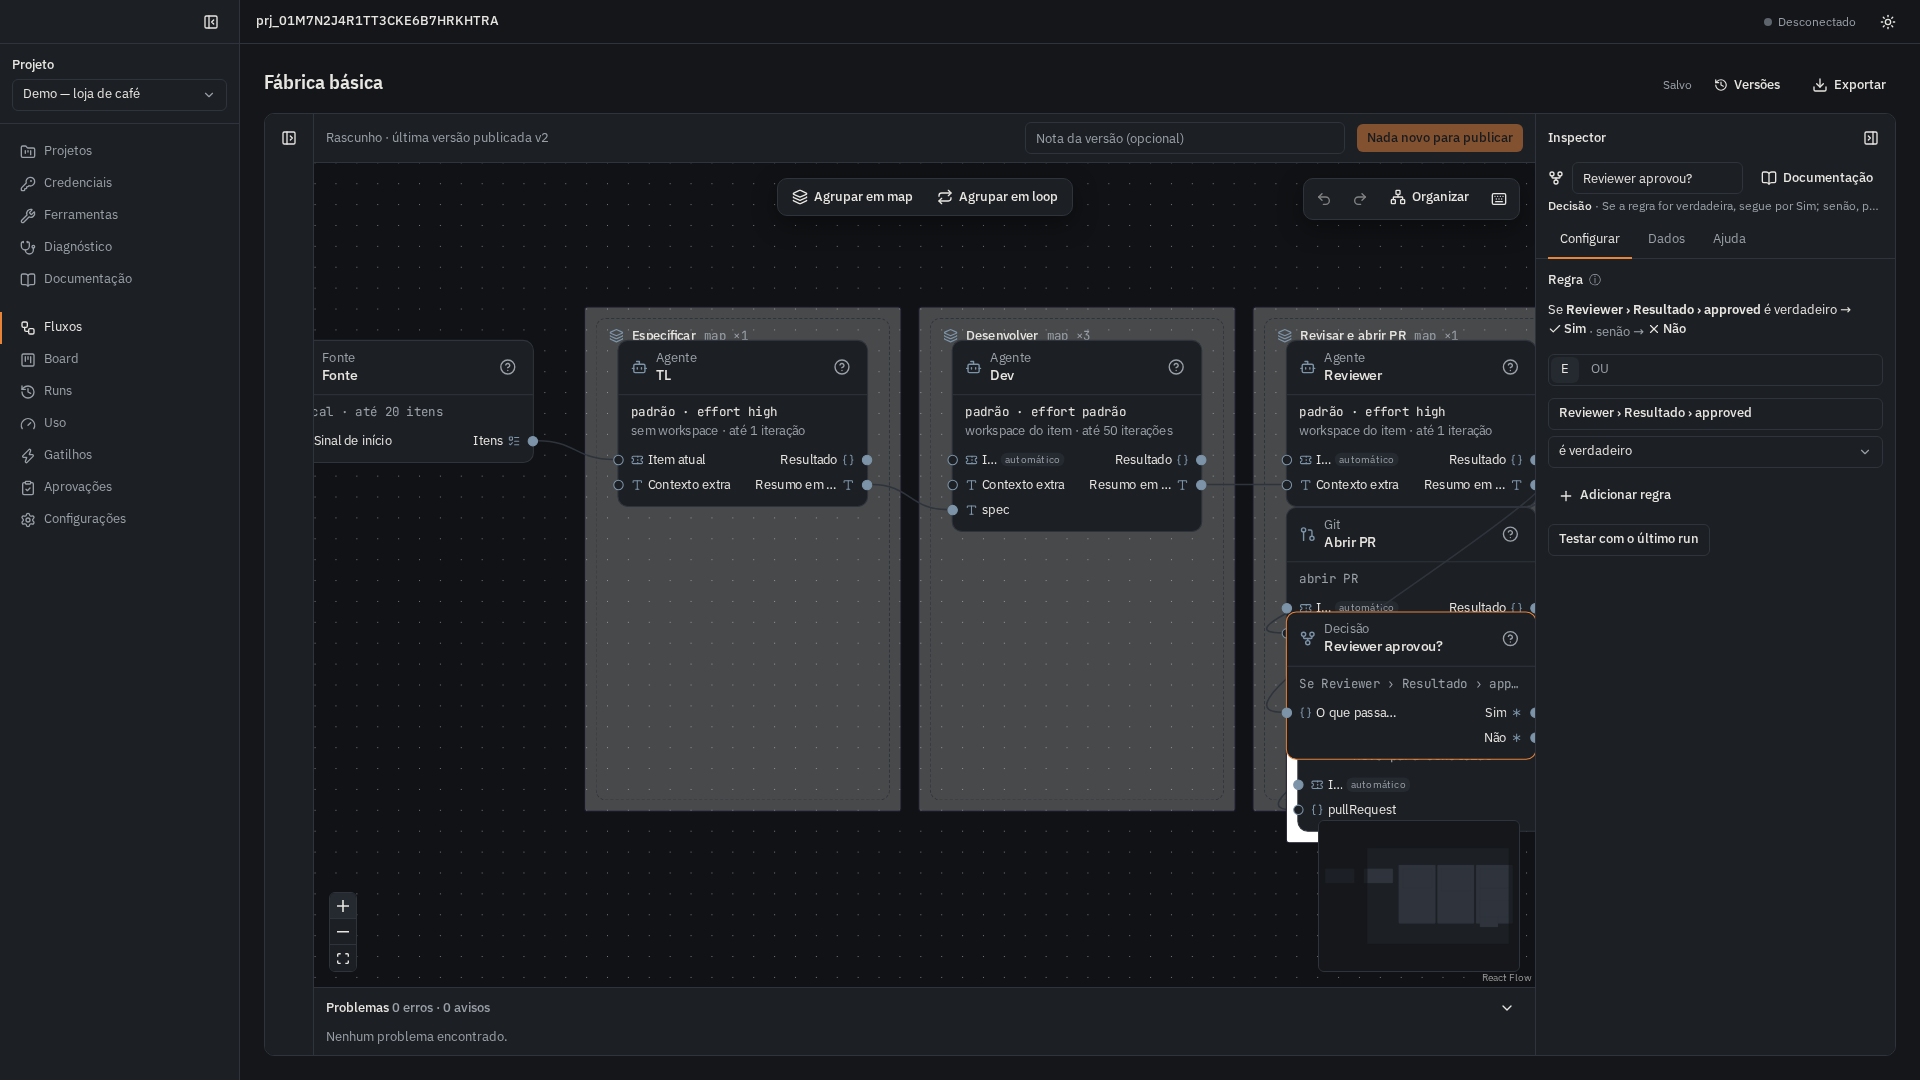 prj_01M7N2J4R1TT3CKE6B7HRKHTRA
Desconectado
Projeto
Demo — loja de café
Projetos
Credenciais
Ferramentas
Diagnóstico
Documentação
Fluxos
Board
Runs
Uso
Gatilhos
Aprovações
Configurações
Fábrica básica
Salvo
Versões
Exportar
Rascunho · última versão publicada v2
Nota da versão (opcional)
Nada novo para publicar
Agrupar em map
Agrupar em loop
Organizar
Fonte
Fonte
cal · até 20 itens
Sinal de início
Itens
Especificar map ×1
Agente
TL
padrão · effort high
sem workspace · até 1 iteração
Item atual
Resultado
Contexto extra
Resumo em ...
Desenvolver map ×3
Agente
Dev
padrão · effort padrão
workspace do item · até 50 iterações
I... automático
Resultado
Contexto extra
Resumo em ...
spec
Revisar e abrir PR map ×1
Agente
Reviewer
padrão · effort high
workspace do item · até 1 iteração
I... automático
Resultado
Contexto extra
Resumo em ...
Git
Abrir PR
abrir PR
I... automático
Resultado
Decisão
Reviewer aprovou?
Se Reviewer › Resultado › app…
O que passa...
Sim
Não
I... automático
pullRequest
React Flow
Problemas 0 erros · 0 avisos
Nenhum problema encontrado.
Inspector
Reviewer aprovou?
Documentação
Decisão · Se a regra for verdadeira, segue por Sim; senão, p...
Configurar
Dados
Ajuda
Regra
Se Reviewer › Resultado › approved é verdadeiro →
Sim · senão → Não
E
OU
Reviewer › Resultado › approved
é verdadeiro
Adicionar regra
Testar com o último run